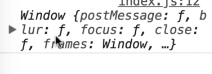 index.js:12
Window {postMessage: ƒ, b
lur: ƒ, focus: ƒ, close:
ƒ, frames: Window, …}